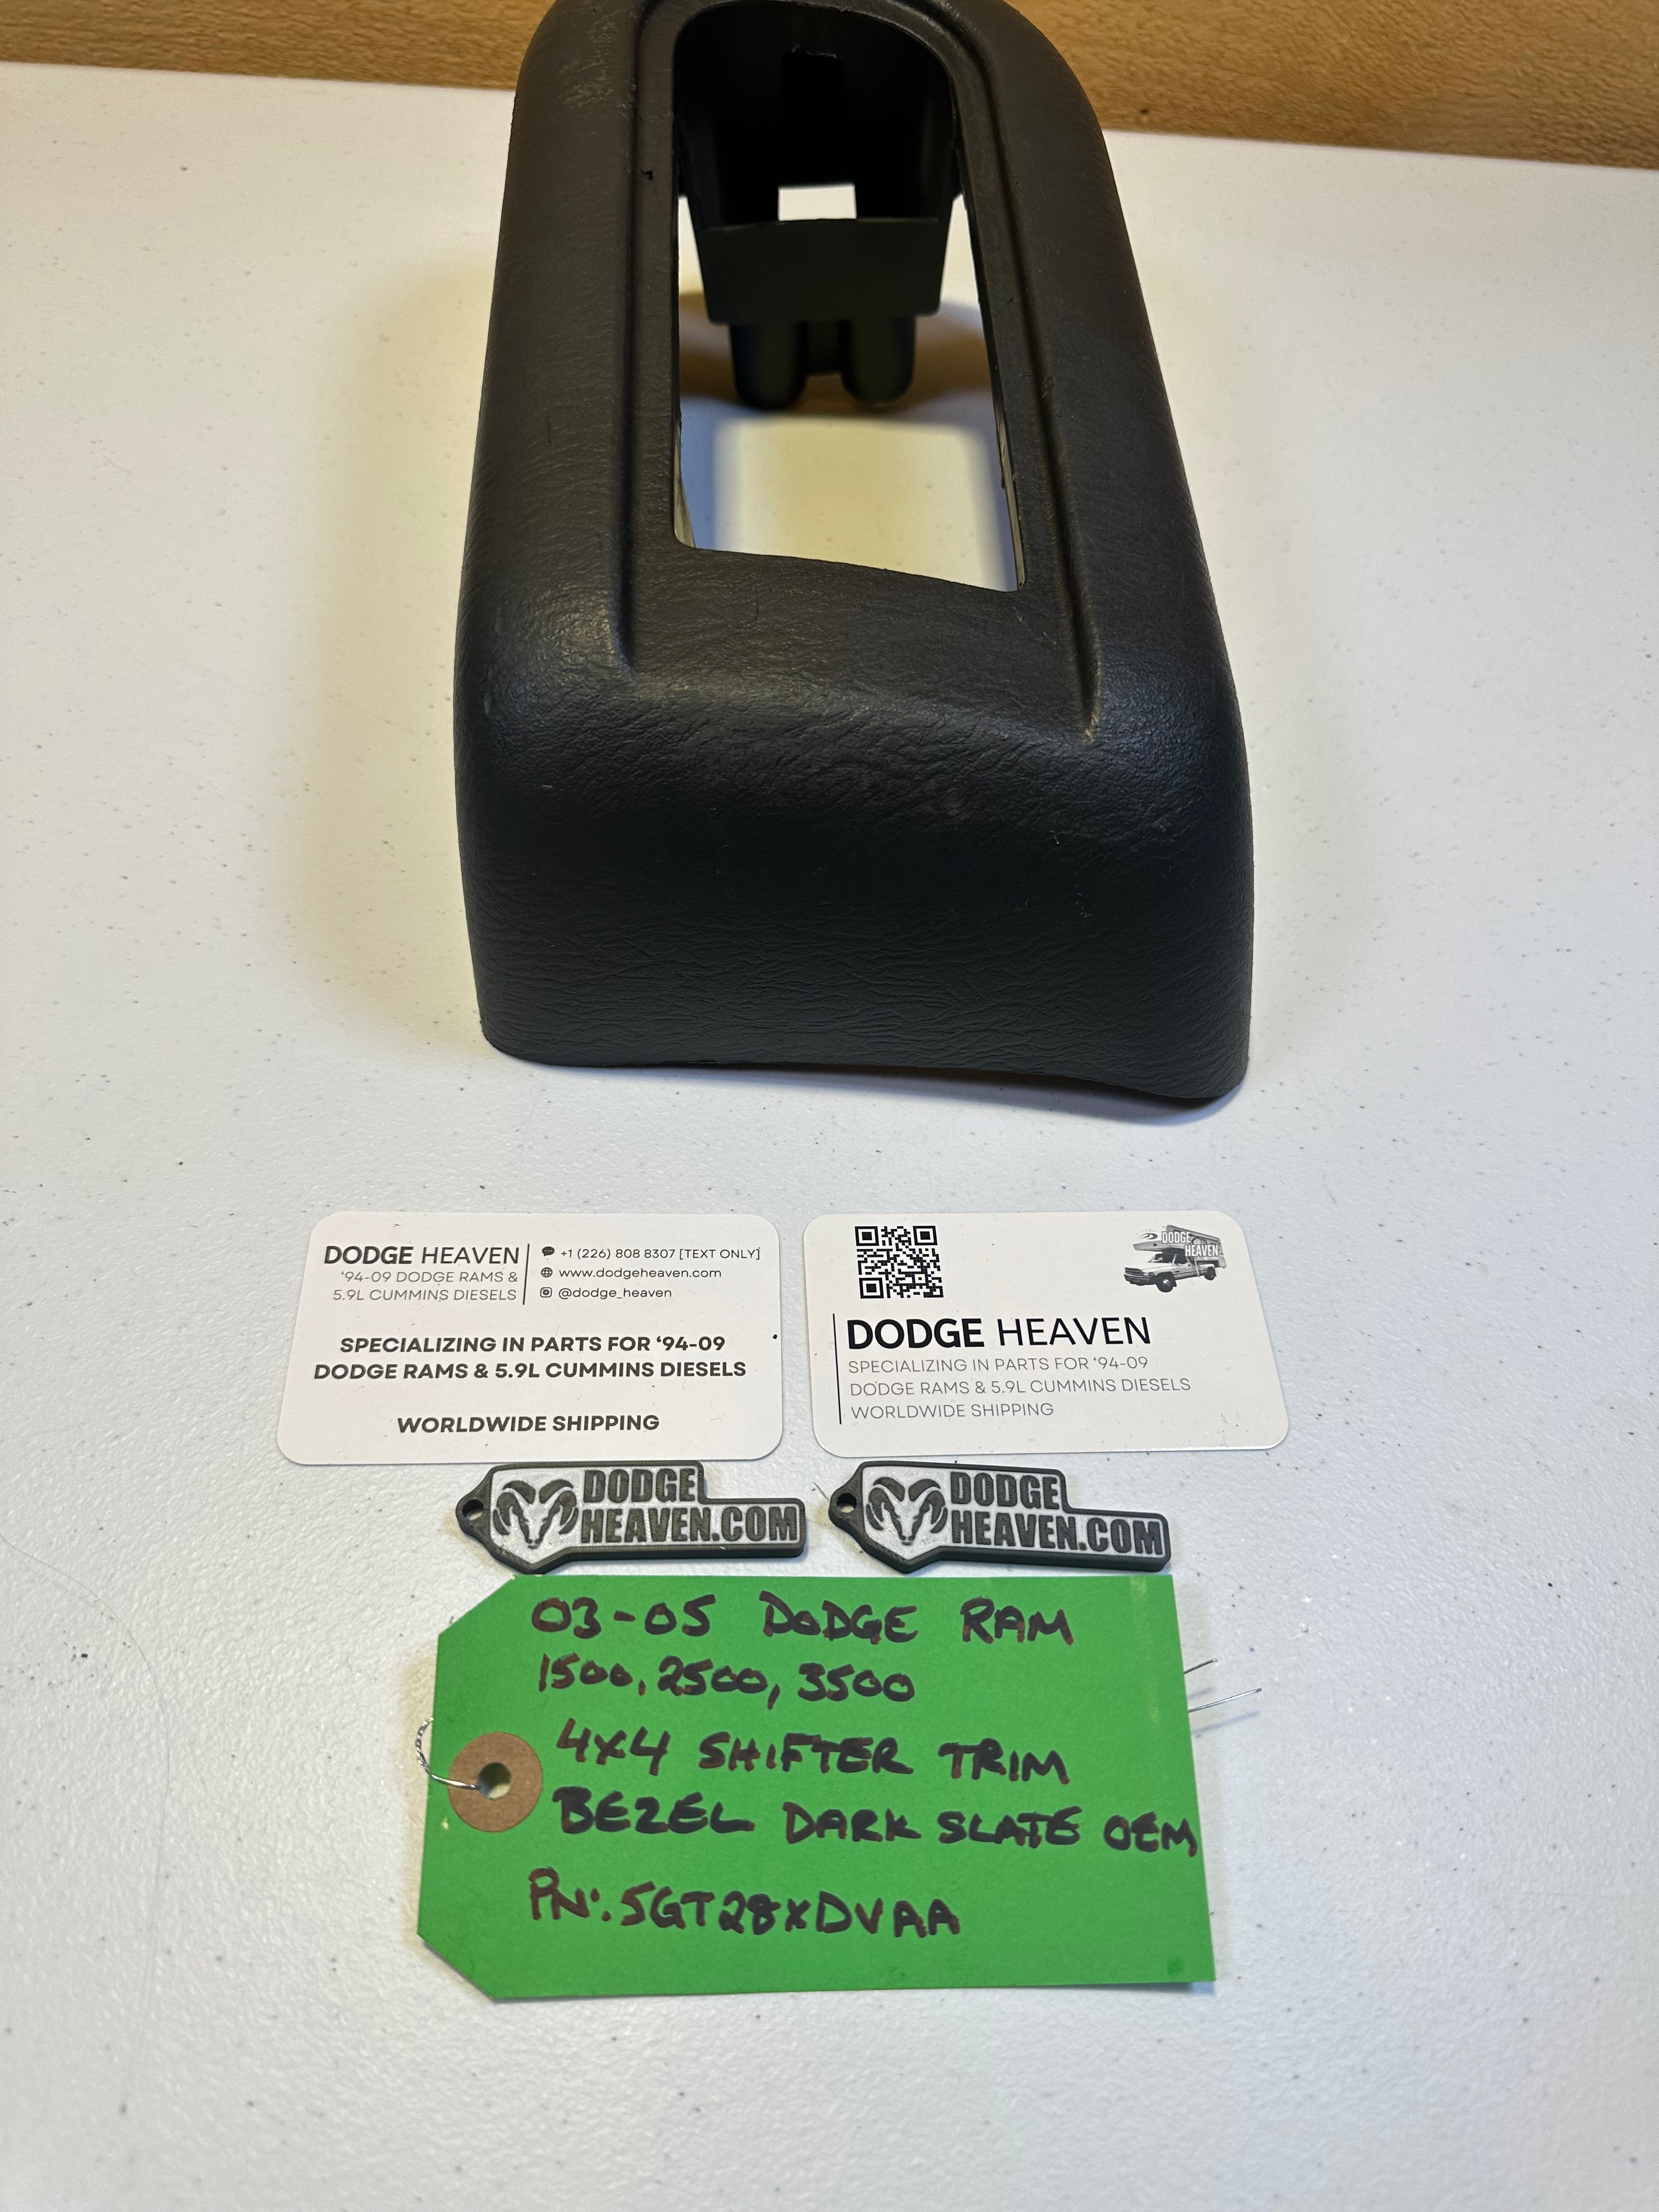 DODGE HEAVEN
'94-09 DODGE RAMS &
5.9L CUMMINS DIESELS
+1 (226) 808 8307 [TEXT ONLY]
www.dodgeheaven.com
@dodge_heaven
SPECIALIZING IN PARTS FOR '94-09
DODGE RAMS & 5.9L CUMMINS DIESELS
WORLDWIDE SHIPPING
DODGE
HEAVEN
DODGE HEAVEN
SPECIALIZING IN PARTS FOR '94-09
DODGE RAMS & 5.9L CUMMINS DIESELS
WORLDWIDE SHIPPING
DODGE
HEAVEN.COM
DODGE
HEAVEN.COM
03-05 DODGE RAM
1500, 2500, 3500
4X4 SHIFTER TRIM
BEZEL DARK SLATE OEM
PN: 5GT28XDVAA